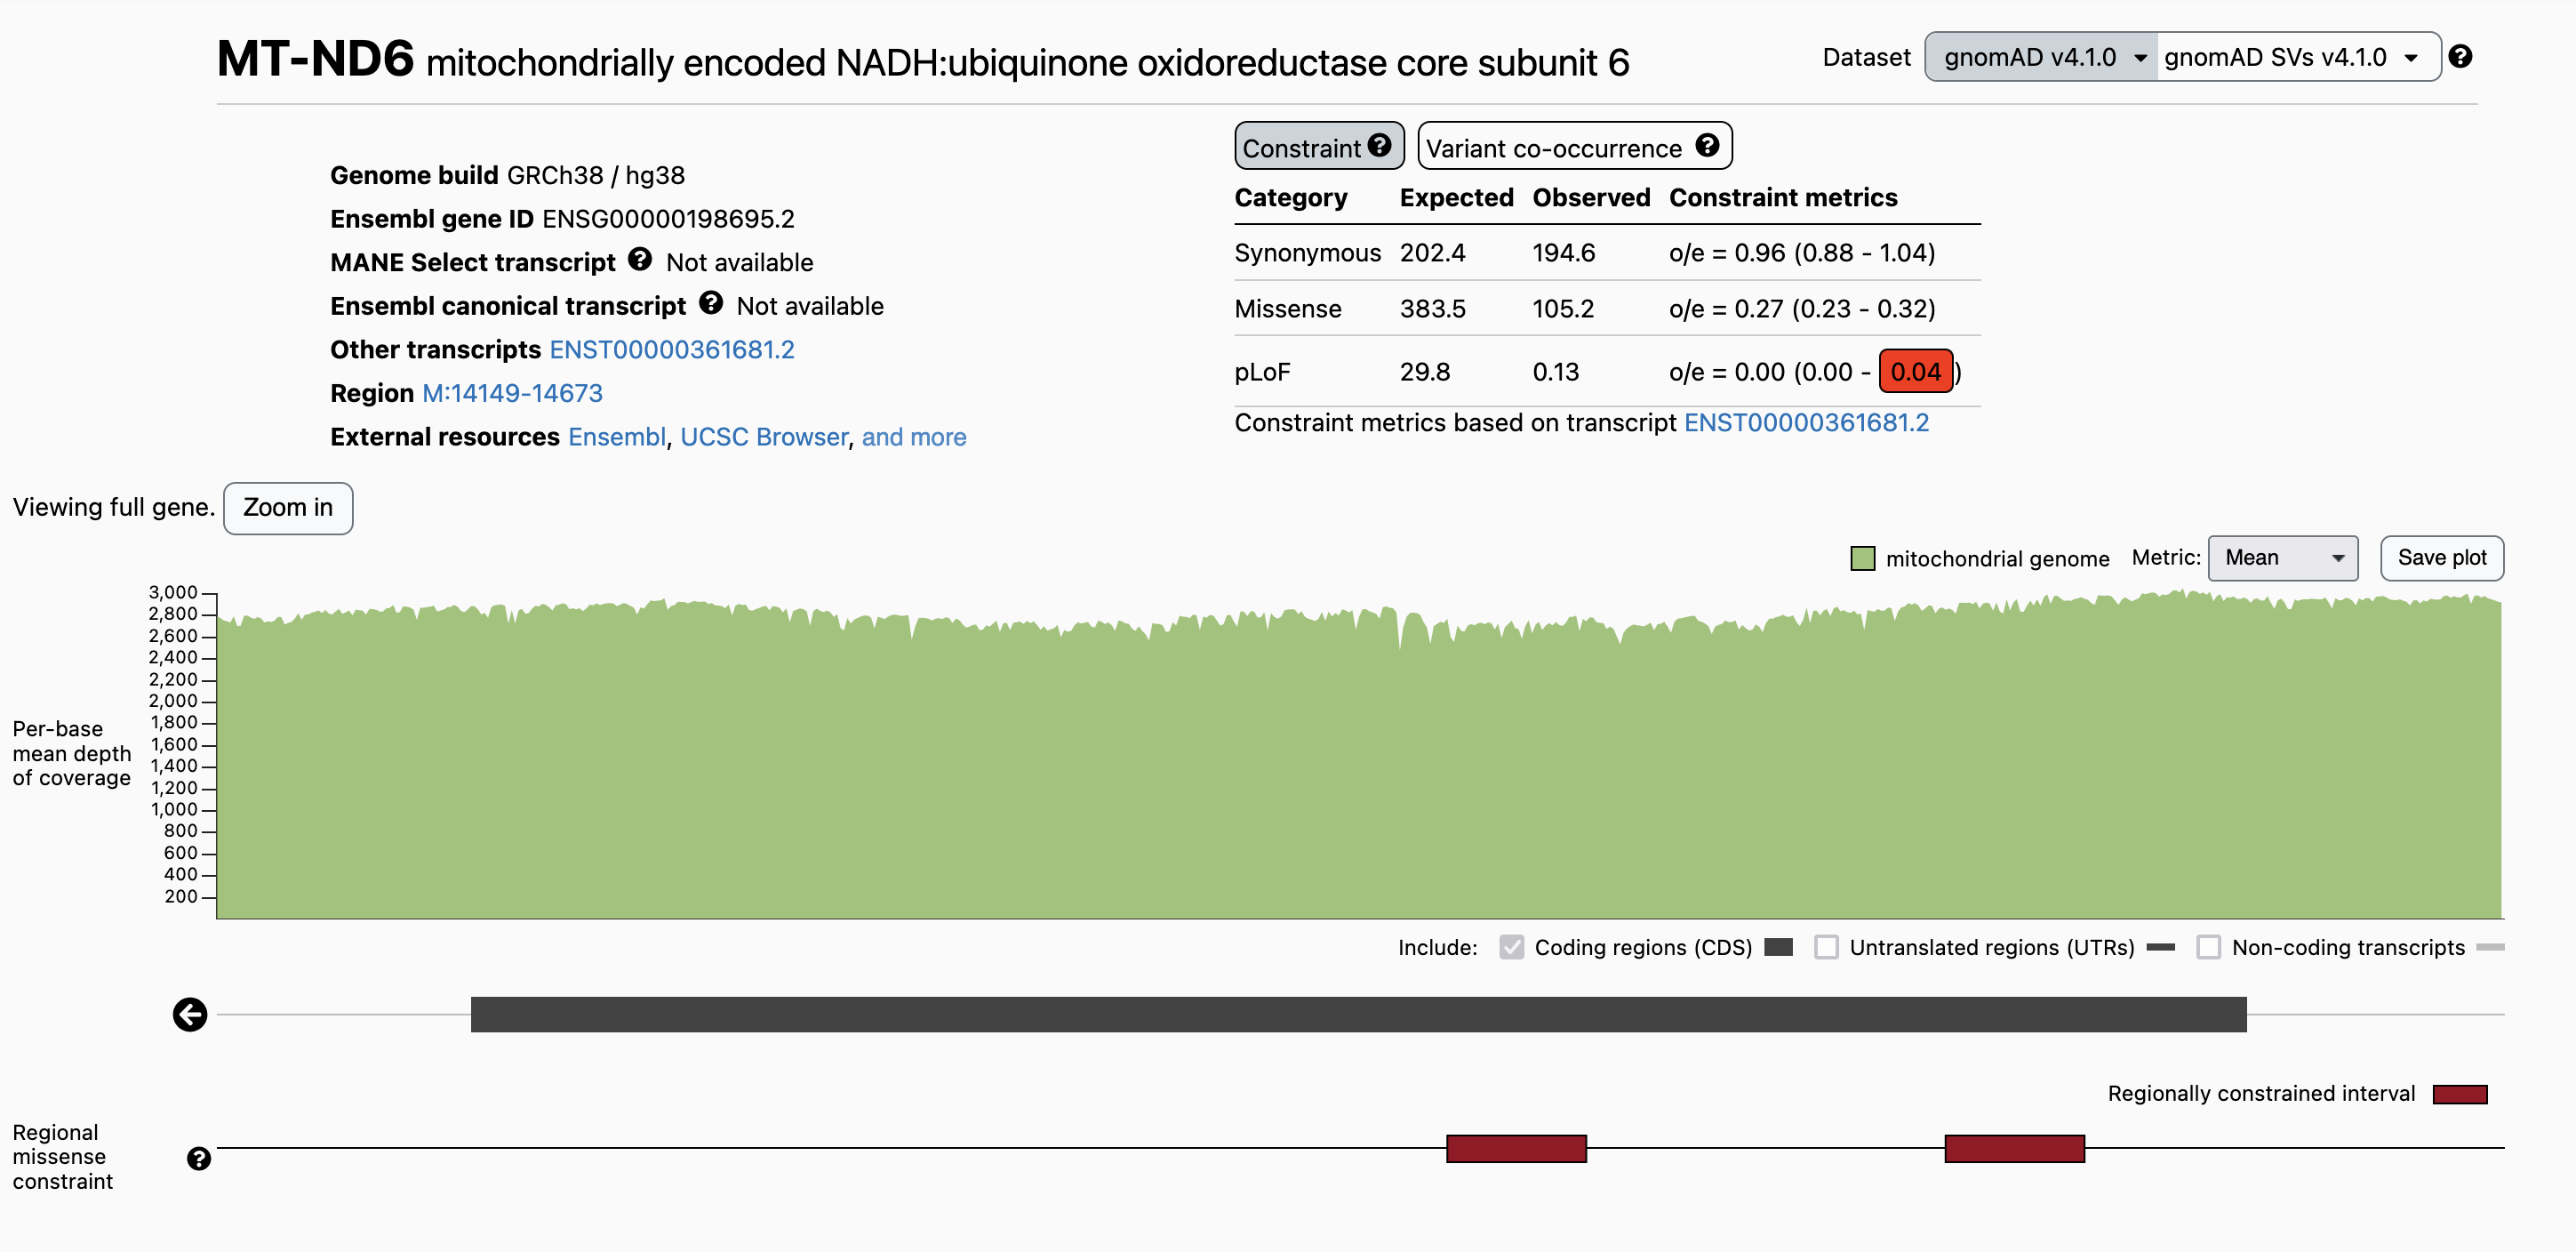 MT-ND6 mitochondrially encoded NADH:ubiquinone oxidoreductase core subunit 6
Dataset gnomAD v4.1.0 gnomAD SVs v4.1.0 ?
Genome build GRCh38 / hg38
Ensembl gene ID ENSG00000198695.2
MANE Select transcript ? Not available
Ensembl canonical transcript ? Not available
Other transcripts ENST00000361681.2
Region M:14149-14673
External resources Ensembl, UCSC Browser, and more
Constraint ? Variant co-occurrence ?
Category Expected Observed Constraint metrics
Synonymous 202.4 194.6 o/e = 0.96 (0.88 - 1.04)
Missense 383.5 105.2 o/e = 0.27 (0.23 - 0.32)
pLoF 29.8 0.13 o/e = 0.00 (0.00 - 0.04)
Constraint metrics based on transcript ENST00000361681.2
Viewing full gene. Zoom in
mitochondrial genome Metric: Mean Save plot
Per-base
mean depth
of coverage
3,000
2,800
2,600
2,400
2,200
2,000
1,800
1,600
1,400
1,200
1,000
800
600
400
200
Include: Coding regions (CDS) Untranslated regions (UTRs) Non-coding transcripts
Regionally constrained interval
Regional
missense
constraint
?